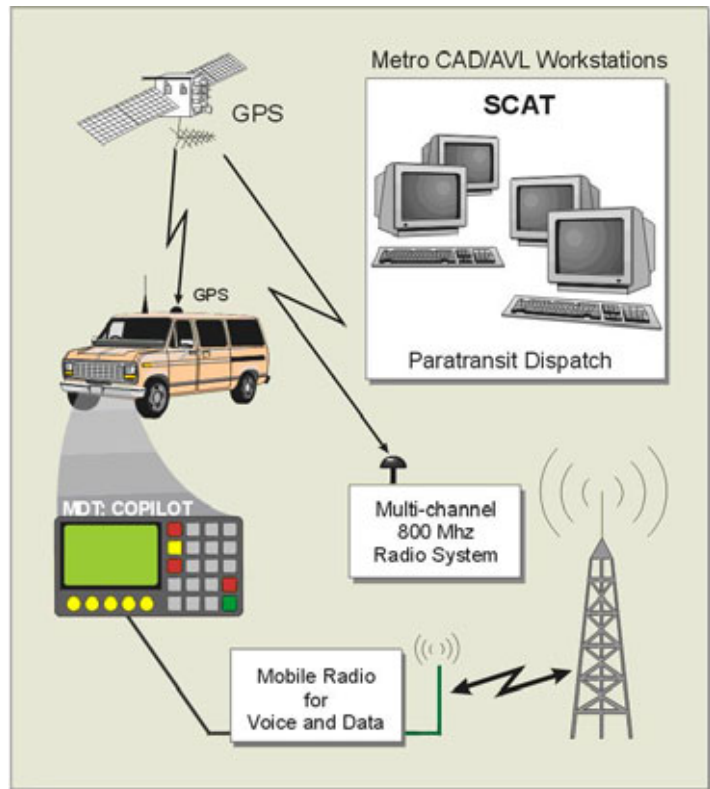 Metro CAD/AVL Workstations
SCAT
GPS
Paratransit Dispatch
GPS
MDT: COPILOT
Multi-channel
800 Mhz
Radio System
Mobile Radio
for
Voice and Data